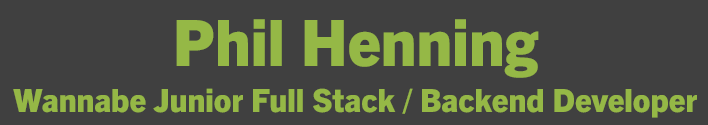 Phil Henning
Wannabe Junior Full Stack / Backend Developer